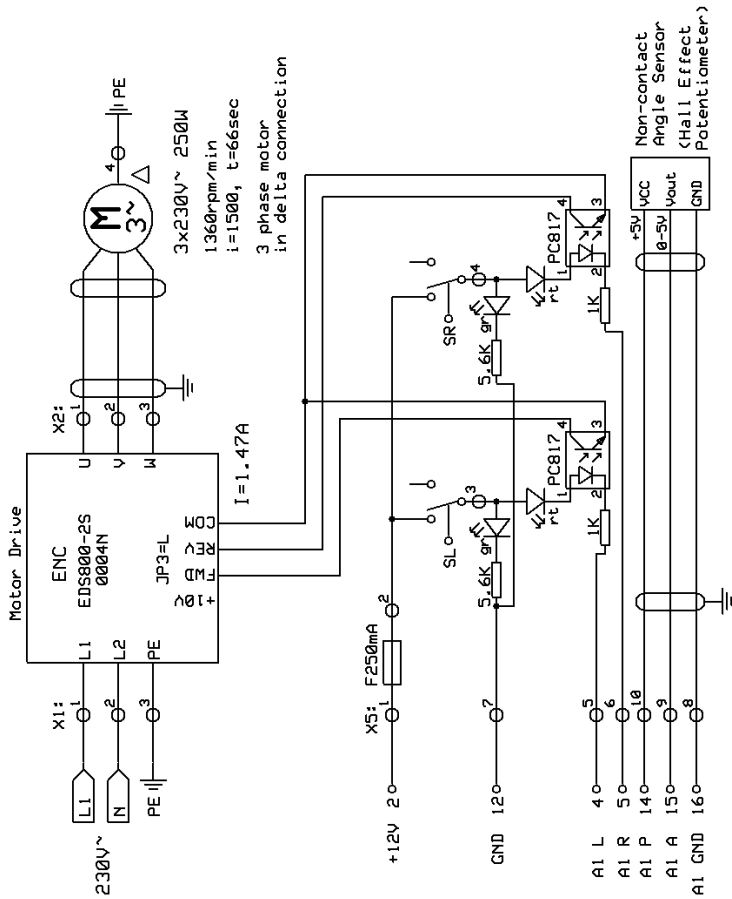 Motor Drive
X1:
L1
1
L1
N
2
L2
PE
3
PE
230V~
ENC
EDS800-2S
0004N
JP3=L
+10V
FWD
REV
COM
U
V
W
I=1.47A
X2:
1
2
3
M
3~
4
PE
3x230V~ 250W
1360rpm/min
i=1500, t=66sec
3 phase motor
in delta connection
+12V 2
X5:
1
F250mA
2
GND 12
7
5.6K
gr
SL
3
rt
PC817
1
2
3
4
1K
5.6K
gr
SR
4
rt
PC817
1
2
3
4
1K
A1 L 4
5
A1 R 5
6
A1 P 14
10
A1 A 15
9
A1 GND 16
8
+5V
0-5V
VCC
Vout
GND
Non-contact
Angle Sensor
(Hall Effect
Potentiometer)